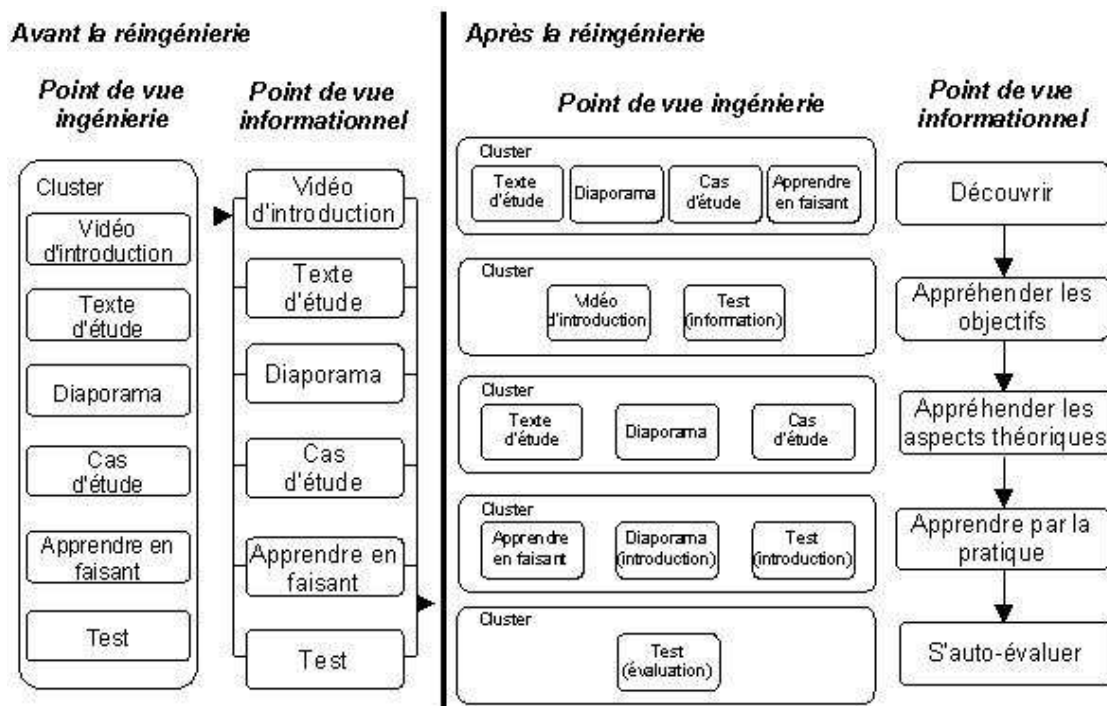 Avant la réingénierie
Point de vue
ingénierie
Point de vue
informationnel
Cluster
Vidéo
d'introduction
Texte
d'étude
Diaporama
Cas
d'étude
Apprendre en
faisant
Test
Vidéo
d'introduction
Texte
d'étude
Diaporama
Cas
d'étude
Apprendre en
faisant
Test
Après la réingénierie
Point de vue ingénierie
Point de vue
informationnel
Cluster
Texte
d'étude
Diaporama
Cas
d'étude
Apprendre
en faisant
Découvrir
Cluster
Vidéo
d'introduction
Test
(information)
Appréhender les
objectifs
Cluster
Texte
d'étude
Diaporama
Cas
d'étude
Appréhender les
aspects théoriques
Cluster
Apprendre
en faisant
Diaporama
(introduction)
Test
(introduction)
Apprendre par la
pratique
Cluster
Test
(évaluation)
S'auto-évaluer